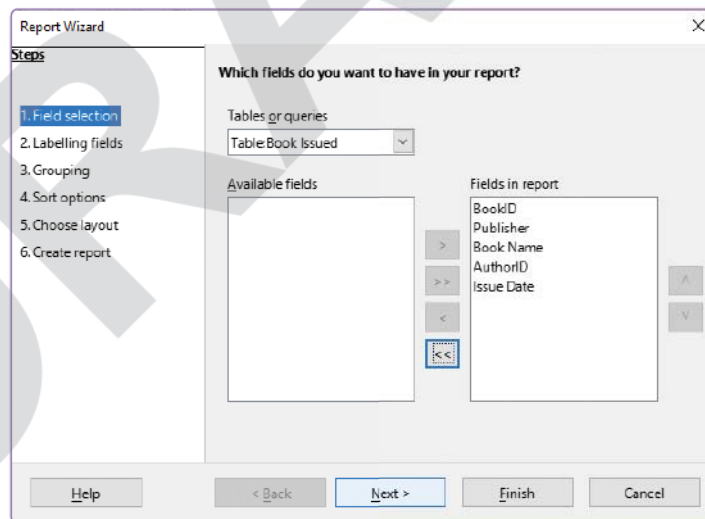 Report Wizard
Steps
1. Field selection
2. Labelling fields
3. Grouping
4. Sort options
5. Choose layout
6. Create report
Which fields do you want to have in your report?
Tables or queries
Table:Book Issued
Available fields
Fields in report
BookID
Publisher
Book Name
AuthorID
Issue Date
>
>>
<
<<
Help
< Back
Next >
Finish
Cancel